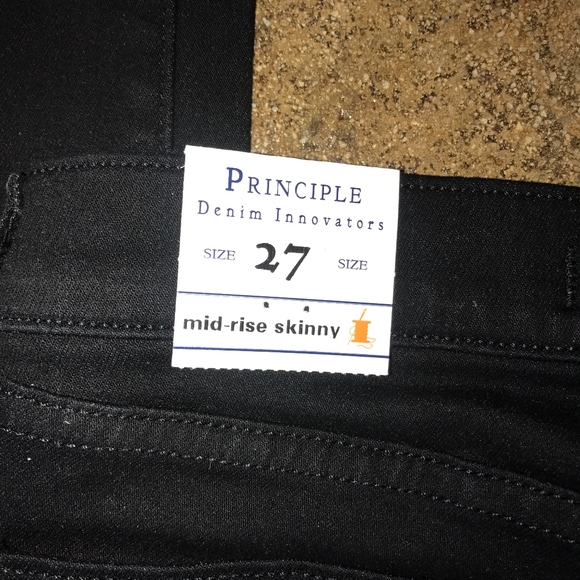 PRINCIPLE
Denim Innovators
SIZE 27 SIZE
mid-rise skinny